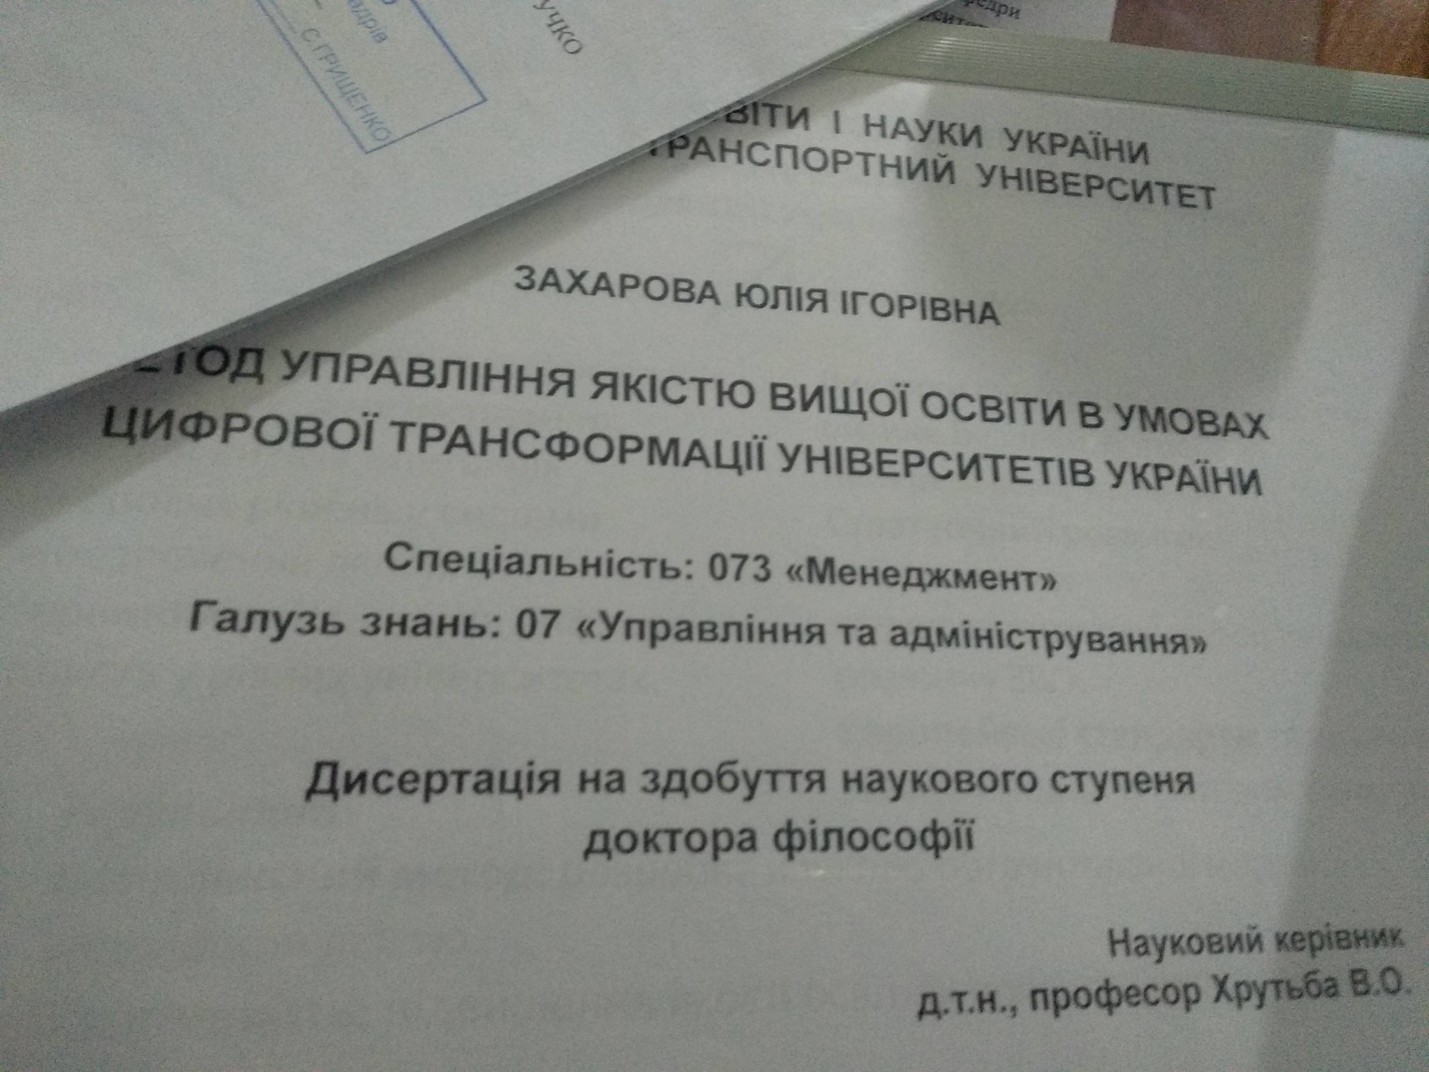 С.ГРИЩЕНКО
ВІТИ І НАУКИ УКРАЇНИ
ТРАНСПОРТНИЙ УНІВЕРСИТЕТ
ЗАХАРОВА ЮЛІЯ ІГОРІВНА
ЕТОД УПРАВЛІННЯ ЯКІСТЮ ВИЩОЇ ОСВІТИ В УМОВАХ
ЦИФРОВОЇ ТРАНСФОРМАЦІЇ УНІВЕРСИТЕТІВ УКРАЇНИ
Спеціальність: 073 «Менеджмент»
Галузь знань: 07 «Управління та адміністрування»
Дисертація на здобуття наукового ступеня
доктора філософії
Науковий керівник
д.т.н., професор Хрутьба В.О.